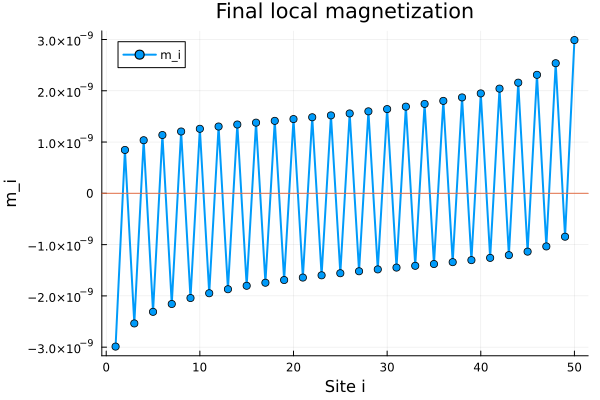 Final local magnetization
m_i
3.0×10⁻⁹
2.0×10⁻⁹
1.0×10⁻⁹
0
−1.0×10⁻⁹
−2.0×10⁻⁹
−3.0×10⁻⁹
m_i
0 10 20 30 40 50
Site i